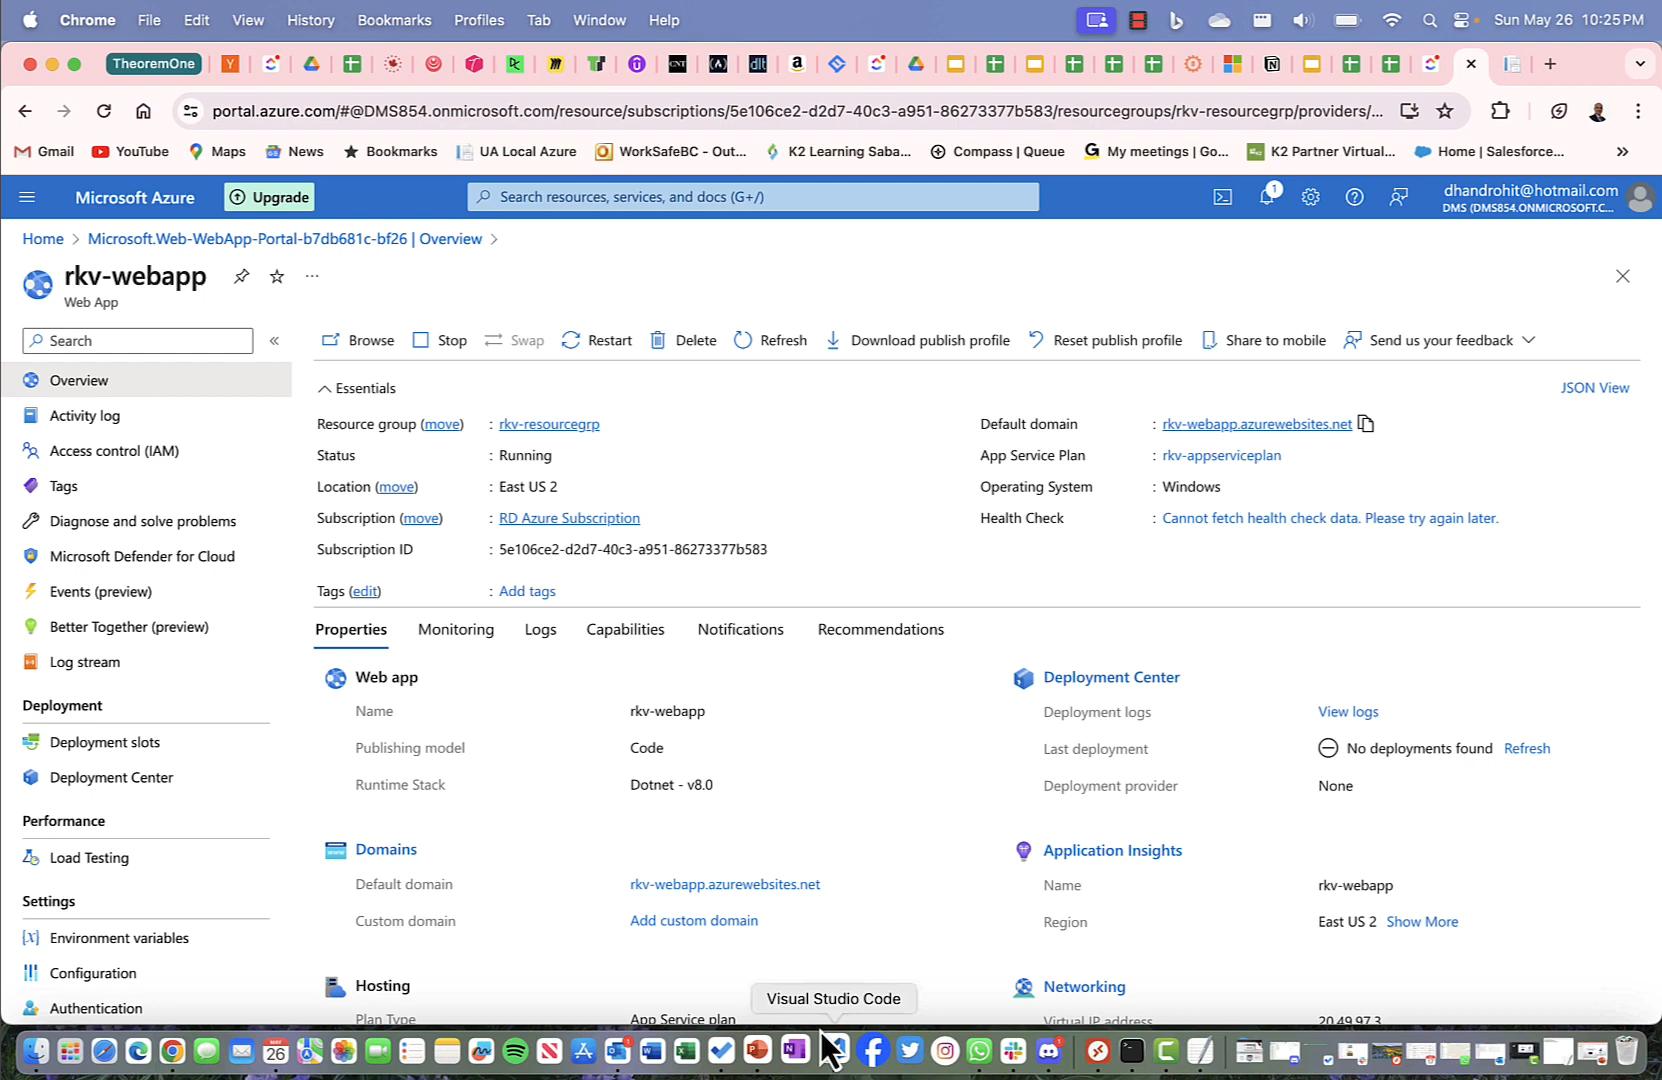 Chrome File Edit View History Bookmarks Profiles Tab Window Help Sun May 26 10:25 PM
TheoremOne
portal.azure.com/#@DMS854.onmicrosoft.com/resource/subscriptions/5e106ce2-d2d7-40c3-a951-86273377b583/resourcegroups/rkv-resourcegrp/providers/...
Gmail YouTube Maps News Bookmarks UA Local Azure WorkSafeBC - Out... K2 Learning Saba... Compass | Queue My meetings | Go... K2 Partner Virtual... Home | Salesforce...
Microsoft Azure Upgrade Search resources, services, and docs (G+/) 1 dhandrohit@hotmail.com
DMS (DMS854.ONMICROSOFT.C...
Home > Microsoft.Web-WebApp-Portal-b7db681c-bf26 | Overview >
rkv-webapp
Web App
Search
Browse Stop Swap Restart Delete Refresh Download publish profile Reset publish profile Share to mobile Send us your feedback
Overview
Activity log
Access control (IAM)
Tags
Diagnose and solve problems
Microsoft Defender for Cloud
Events (preview)
Better Together (preview)
Log stream
Deployment
Deployment slots
Deployment Center
Performance
Load Testing
Settings
Environment variables
Configuration
Authentication
Essentials JSON View
Resource group (move) : rkv-resourcegrp
Status : Running
Location (move) : East US 2
Subscription (move) : RD Azure Subscription
Subscription ID : 5e106ce2-d2d7-40c3-a951-86273377b583
Tags (edit) : Add tags
Default domain : rkv-webapp.azurewebsites.net
App Service Plan : rkv-appserviceplan
Operating System : Windows
Health Check : Cannot fetch health check data. Please try again later.
Properties Monitoring Logs Capabilities Notifications Recommendations
Web app
Name rkv-webapp
Publishing model Code
Runtime Stack Dotnet - v8.0
Domains
Default domain rkv-webapp.azurewebsites.net
Custom domain Add custom domain
Hosting
Plan Type App Service plan
Deployment Center
Deployment logs View logs
Last deployment No deployments found Refresh
Deployment provider None
Application Insights
Name rkv-webapp
Region East US 2 Show More
Networking
Virtual IP address 20.49.97.3
Visual Studio Code